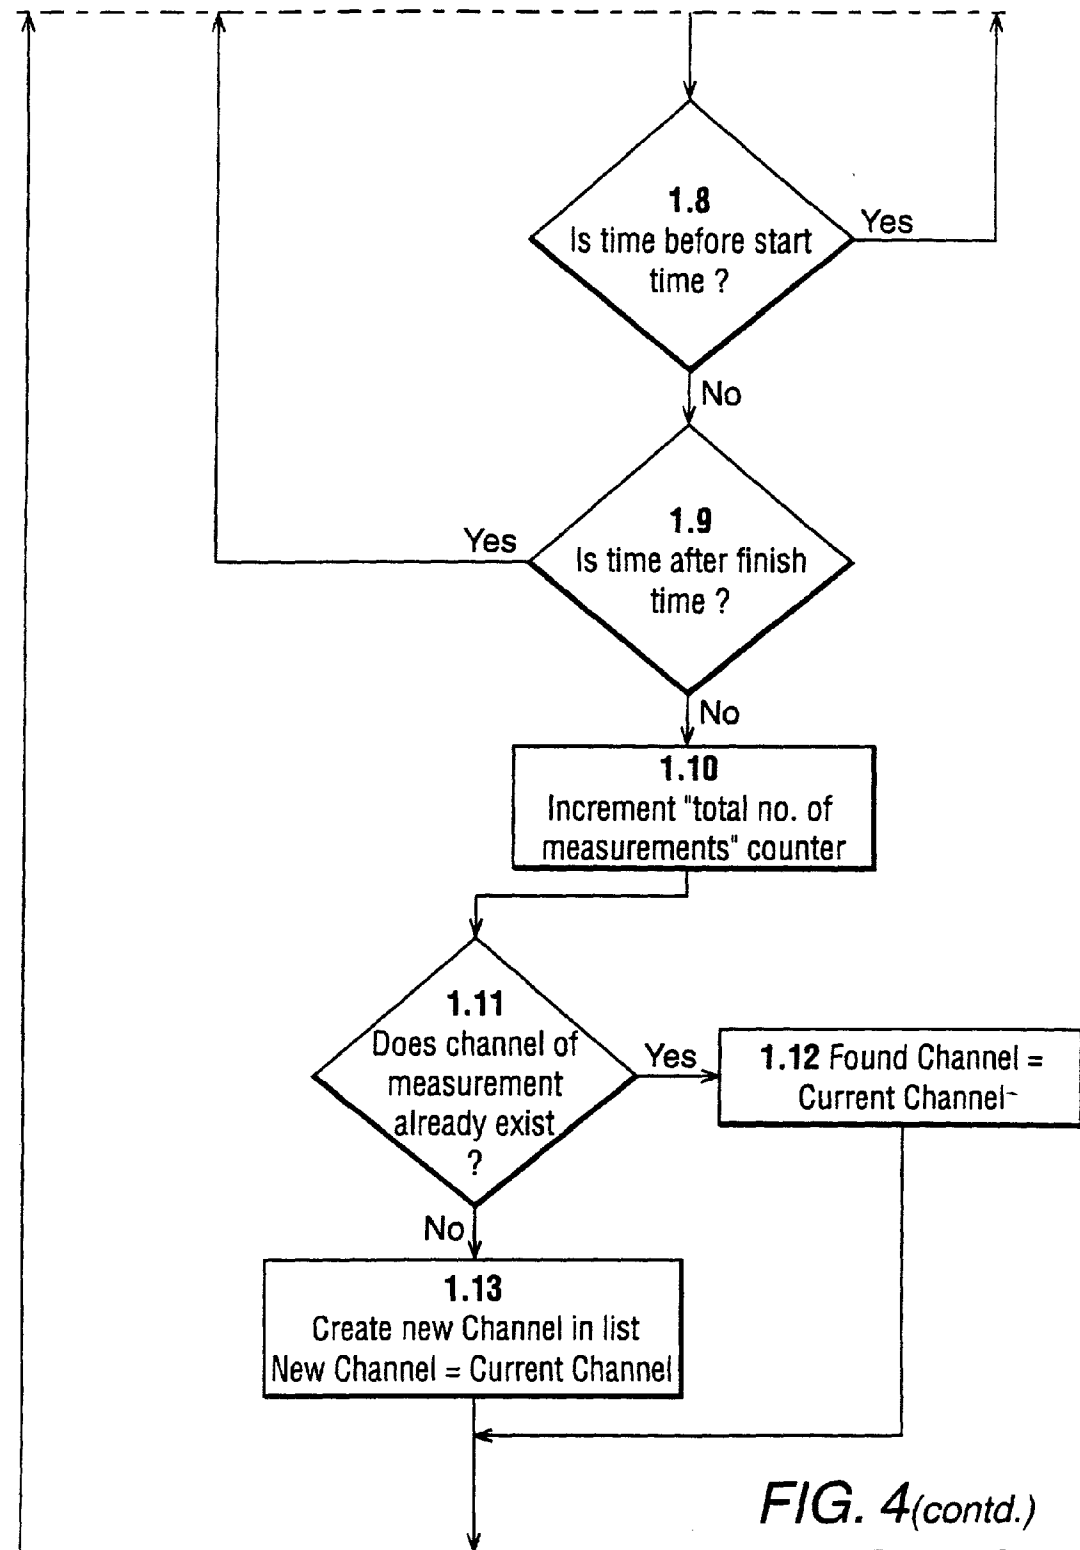 1.8
Is time before start
time ?
Yes
No
1.9
Is time after finish
time ?
Yes
No
1.10
Increment "total no. of
measurements" counter
1.11
Does channel of
measurement
already exist
?
Yes
1.12 Found Channel =
Current Channel
No
1.13
Create new Channel in list
New Channel = Current Channel
FIG. 4 (contd.)